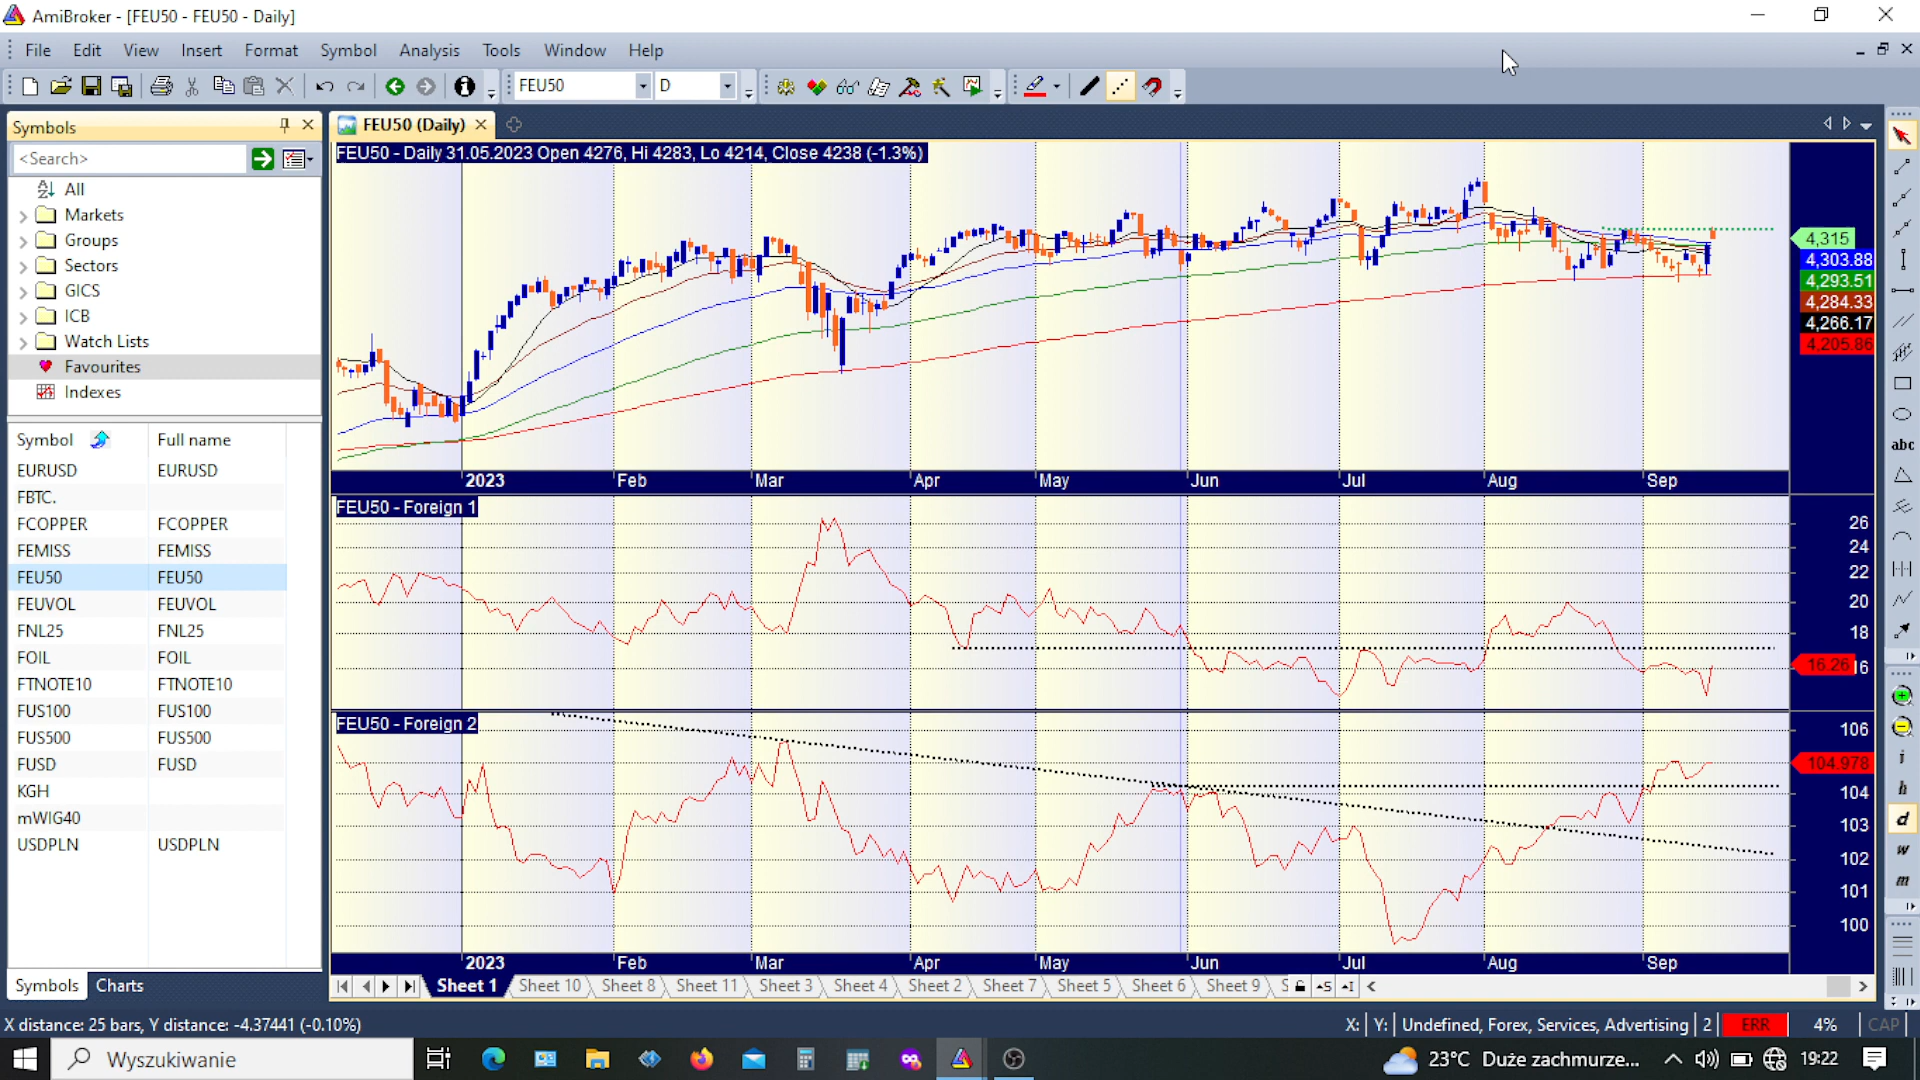 AmiBroker - [FEU50 - FEU50 - Daily]
File Edit View Insert Format Symbol Analysis Tools Window Help
FEU50 D
Symbols
FEU50 (Daily)
<Search>
FEU50 - Daily 31.05.2023 Open 4276, Hi 4283, Lo 4214, Close 4238 (-1.3%)
All
Markets
Groups
Sectors
GICS
ICB
Watch Lists
Favourites
Indexes
4,315
4,303.88
4,293.51
4,284.33
4,266.17
4,205.86
2023 Feb Mar Apr May Jun Jul Aug Sep
Symbol Full name
EURUSD EURUSD
FBTC.
FCOPPER FCOPPER
FEMISS FEMISS
FEU50 FEU50
FEUVOL FEUVOL
FNL25 FNL25
FOIL FOIL
FTNOTE10 FTNOTE10
FUS100 FUS100
FUS500 FUS500
FUSD FUSD
KGH
mWIG40
USDPLN USDPLN
FEU50 - Foreign 1
26
24
22
20
18
16.26 16
FEU50 - Foreign 2
106
104.978
104
103
102
101
100
2023 Feb Mar Apr May Jun Jul Aug Sep
abc
i
h
d
w
m
Symbols Charts
Sheet 1 Sheet 10 Sheet 8 Sheet 11 Sheet 3 Sheet 4 Sheet 2 Sheet 7 Sheet 5 Sheet 6 Sheet 9 S
X distance: 25 bars, Y distance: -4.37441 (-0.10%)
X: Y: Undefined, Forex, Services, Advertising 2 ERR 4% CAP
Wyszukiwanie
23°C Duże zachmurze...
19:22